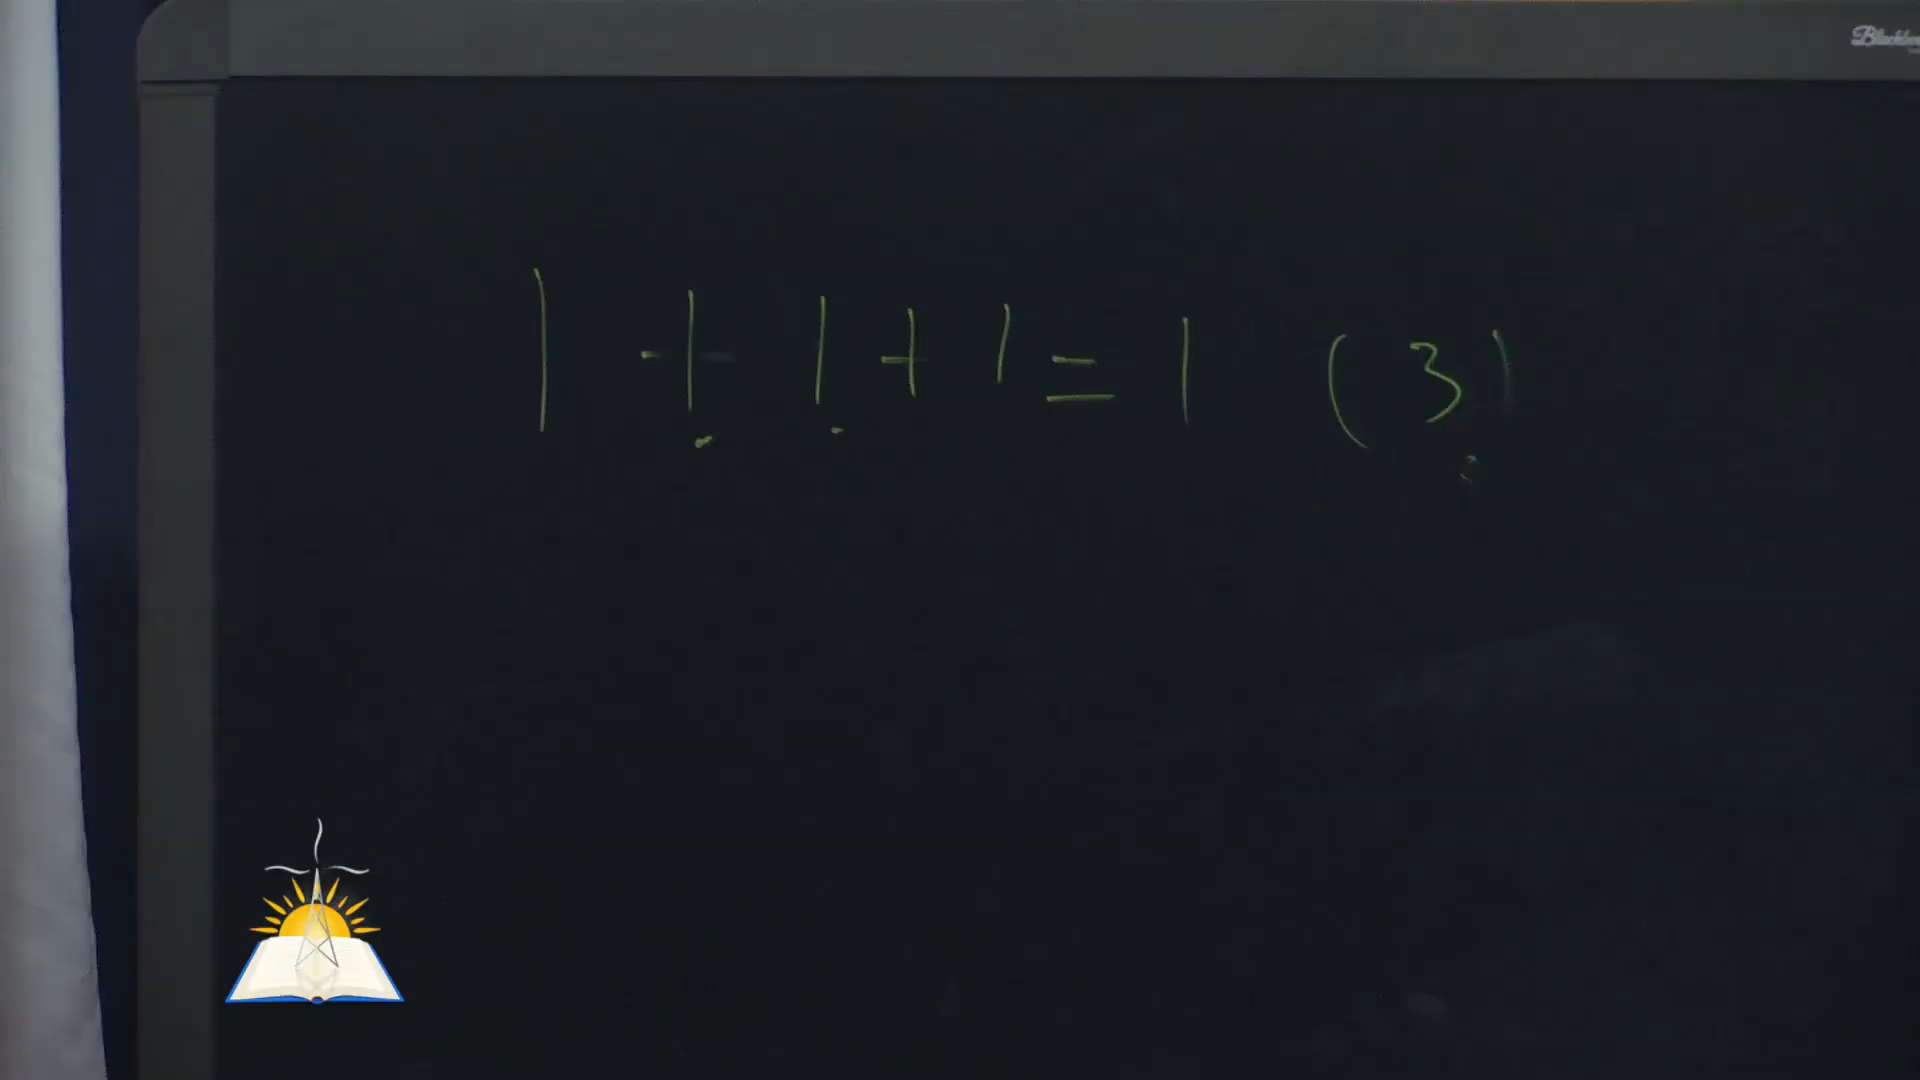 1 + 1 + 1 = 1 (3)